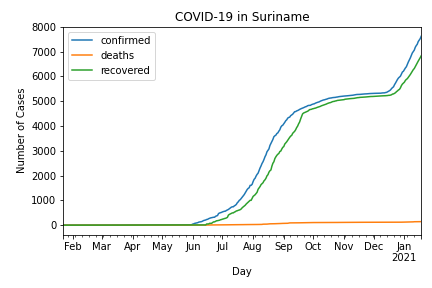 COVID-19 in Suriname
8000
7000
6000
5000
4000
3000
2000
1000
0
Number of Cases
confirmed
deaths
recovered
Feb Mar Apr May Jun Jul Aug Sep Oct Nov Dec Jan
2021
Day